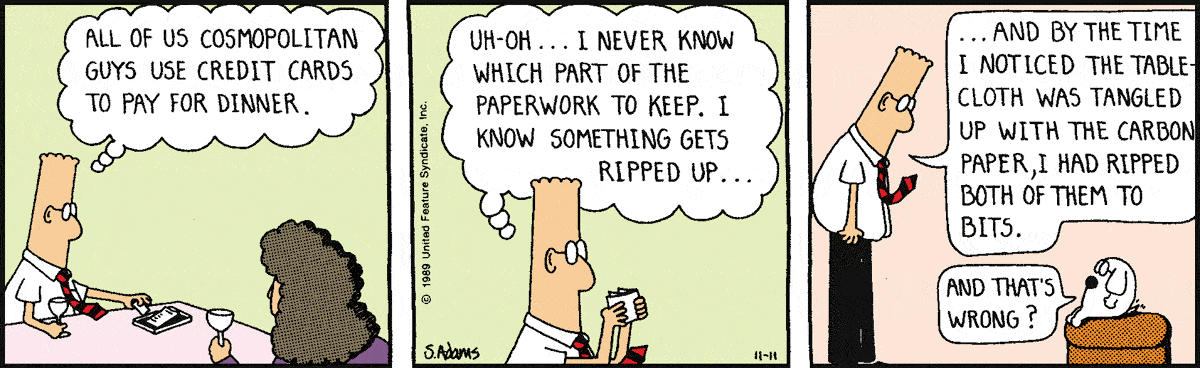 ALL OF US COSMOPOLITAN
GUYS USE CREDIT CARDS
TO PAY FOR DINNER.
UH-OH... I NEVER KNOW
WHICH PART OF THE
PAPERWORK TO KEEP. I
KNOW SOMETHING GETS
RIPPED UP...
© 1989 United Feature Syndicate, Inc.
S.Adams
11-11
...AND BY THE TIME
I NOTICED THE TABLE-
CLOTH WAS TANGLED
UP WITH THE CARBON
PAPER, I HAD RIPPED
BOTH OF THEM TO
BITS.
AND THAT'S
WRONG?